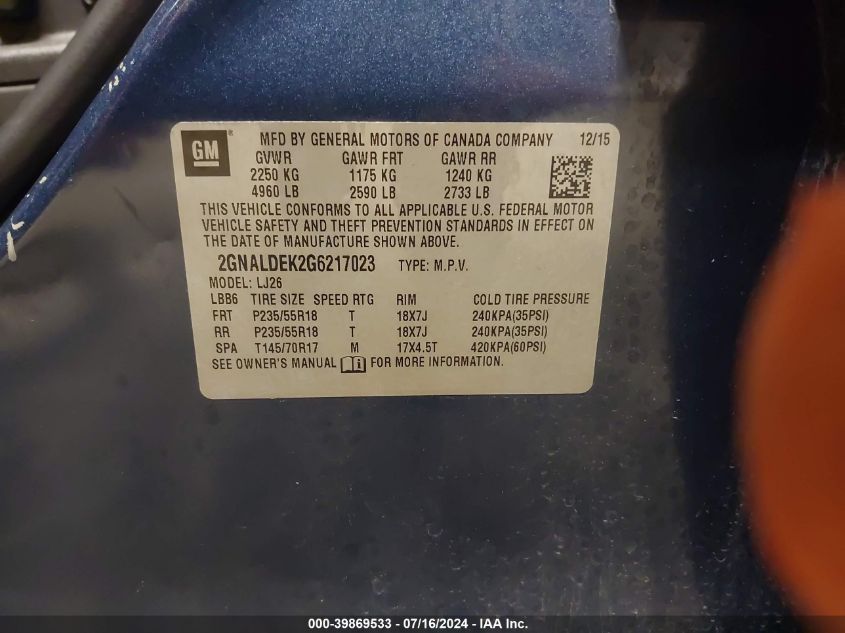 GM® MFD BY GENERAL MOTORS OF CANADA COMPANY 12/15
GVWR GAWR FRT GAWR RR
2250 KG 1175 KG 1240 KG
4960 LB 2590 LB 2733 LB
THIS VEHICLE CONFORMS TO ALL APPLICABLE U.S. FEDERAL MOTOR
VEHICLE SAFETY AND THEFT PREVENTION STANDARDS IN EFFECT ON
THE DATE OF MANUFACTURE SHOWN ABOVE.
2GNALDEK2G6217023 TYPE: M.P.V.
MODEL: LJ26
LBB6 TIRE SIZE SPEED RTG RIM COLD TIRE PRESSURE
FRT P235/55R18 T 18X7J 240KPA(35PSI)
RR P235/55R18 T 18X7J 240KPA(35PSI)
SPA T145/70R17 M 17X4.5T 420KPA(60PSI)
SEE OWNER'S MANUAL FOR MORE INFORMATION.
000-39869533 - 07/16/2024 - IAA Inc.